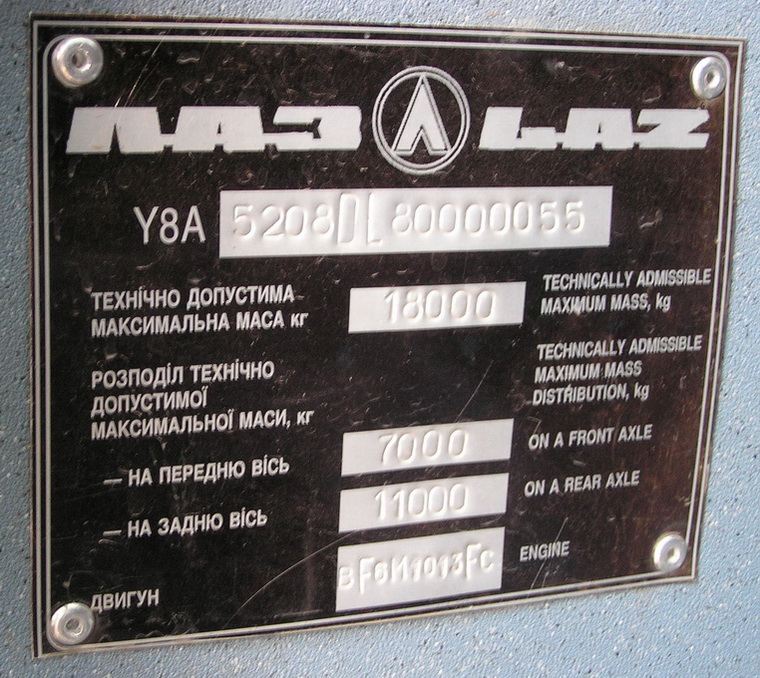 ЛАЗ LAZ
Y8A 5208DL80000055
ТЕХНІЧНО ДОПУСТИМА
МАКСИМАЛЬНА МАСА КГ
18000
TECHNICALLY ADMISSIBLE
MAXIMUM MASS, kg
РОЗПОДІЛ ТЕХНІЧНО
ДОПУСТИМОЇ
МАКСИМАЛЬНОЇ МАСИ, КГ
TECHNICALLY ADMISSIBLE
MAXIMUM MASS
DISTRIBUTION, kg
— НА ПЕРЕДНЮ ВІСЬ 7000 ON A FRONT AXLE
— НА ЗАДНЮ ВІСЬ 11000 ON A REAR AXLE
ДВИГУН BF6M1013FC ENGINE